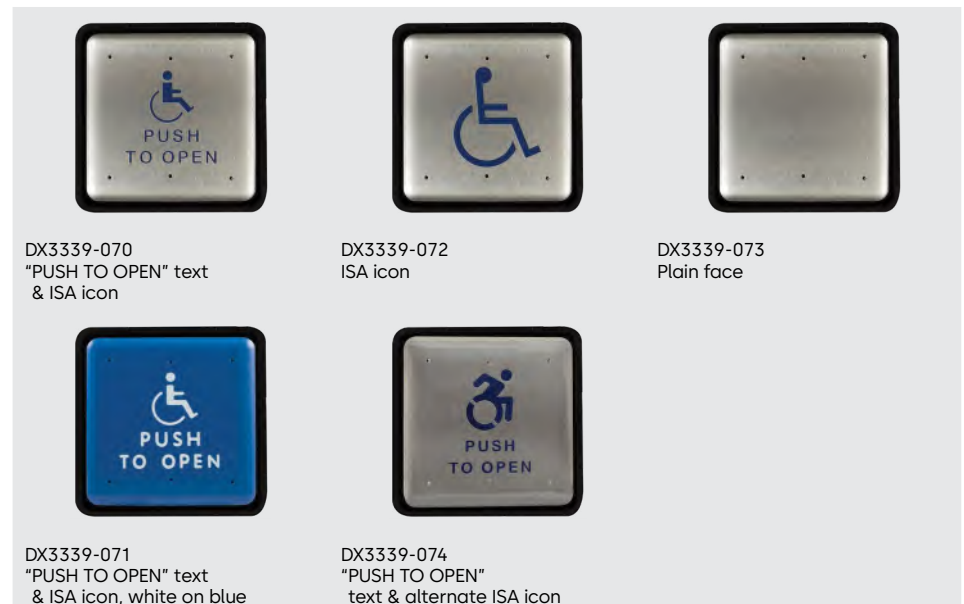 PUSH
TO OPEN
DX3339-070
“PUSH TO OPEN” text
& ISA icon
DX3339-072
ISA icon
DX3339-073
Plain face
PUSH
TO OPEN
DX3339-071
“PUSH TO OPEN” text
& ISA icon, white on blue
PUSH
TO OPEN
DX3339-074
“PUSH TO OPEN”
text & alternate ISA icon